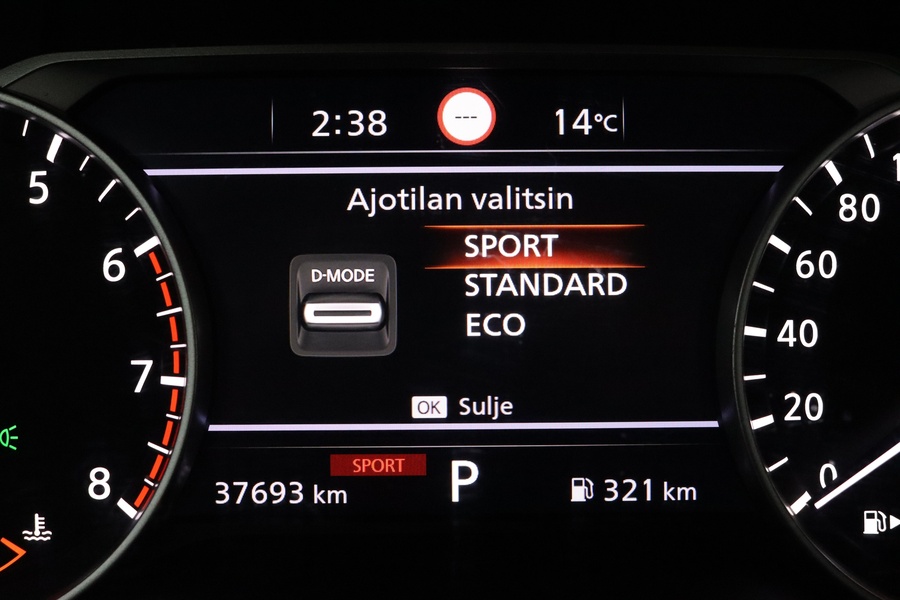 2:38 --- 14°C
Ajotilan valitsin
D-MODE
SPORT
STANDARD
ECO
OK Sulje
SPORT
37693 km P 321 km
5
6
7
8
80
60
40
20
0